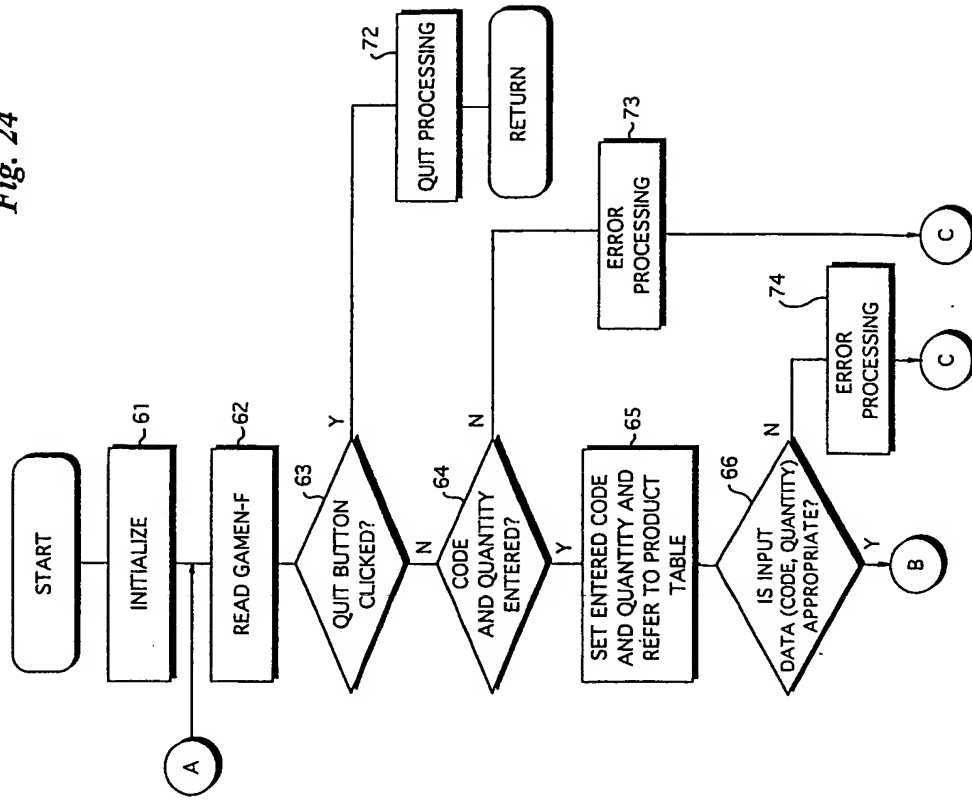 Fig. 24
START
INITIALIZE
61
A
READ GAMEN-F
62
QUIT BUTTON
CLICKED?
63
Y
N
QUIT PROCESSING
72
RETURN
CODE
AND QUANTITY
ENTERED?
64
N
Y
ERROR
PROCESSING
73
C
SET ENTERED CODE
AND QUANTITY AND
REFER TO PRODUCT
TABLE
65
IS INPUT
DATA (CODE, QUANTITY)
APPROPRIATE?
66
N
Y
ERROR
PROCESSING
74
C
B